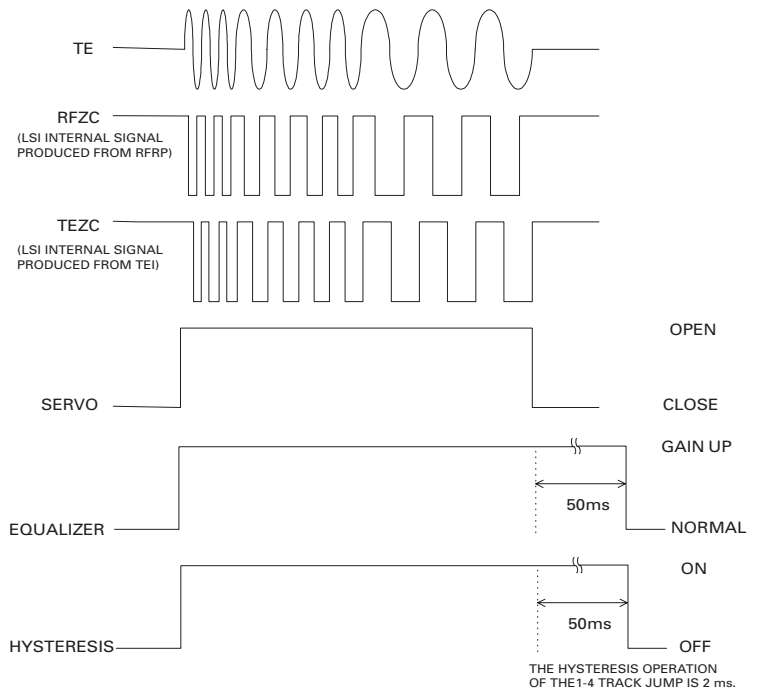 TE
RFZC
(LSI INTERNAL SIGNAL
PRODUCED FROM RFRP)
TEZC
(LSI INTERNAL SIGNAL
PRODUCED FROM TEI)
OPEN
SERVO
CLOSE
GAIN UP
50ms
EQUALIZER
NORMAL
ON
50ms
HYSTERESIS
OFF
THE HYSTERESIS OPERATION
OF THE1-4 TRACK JUMP IS 2 ms.